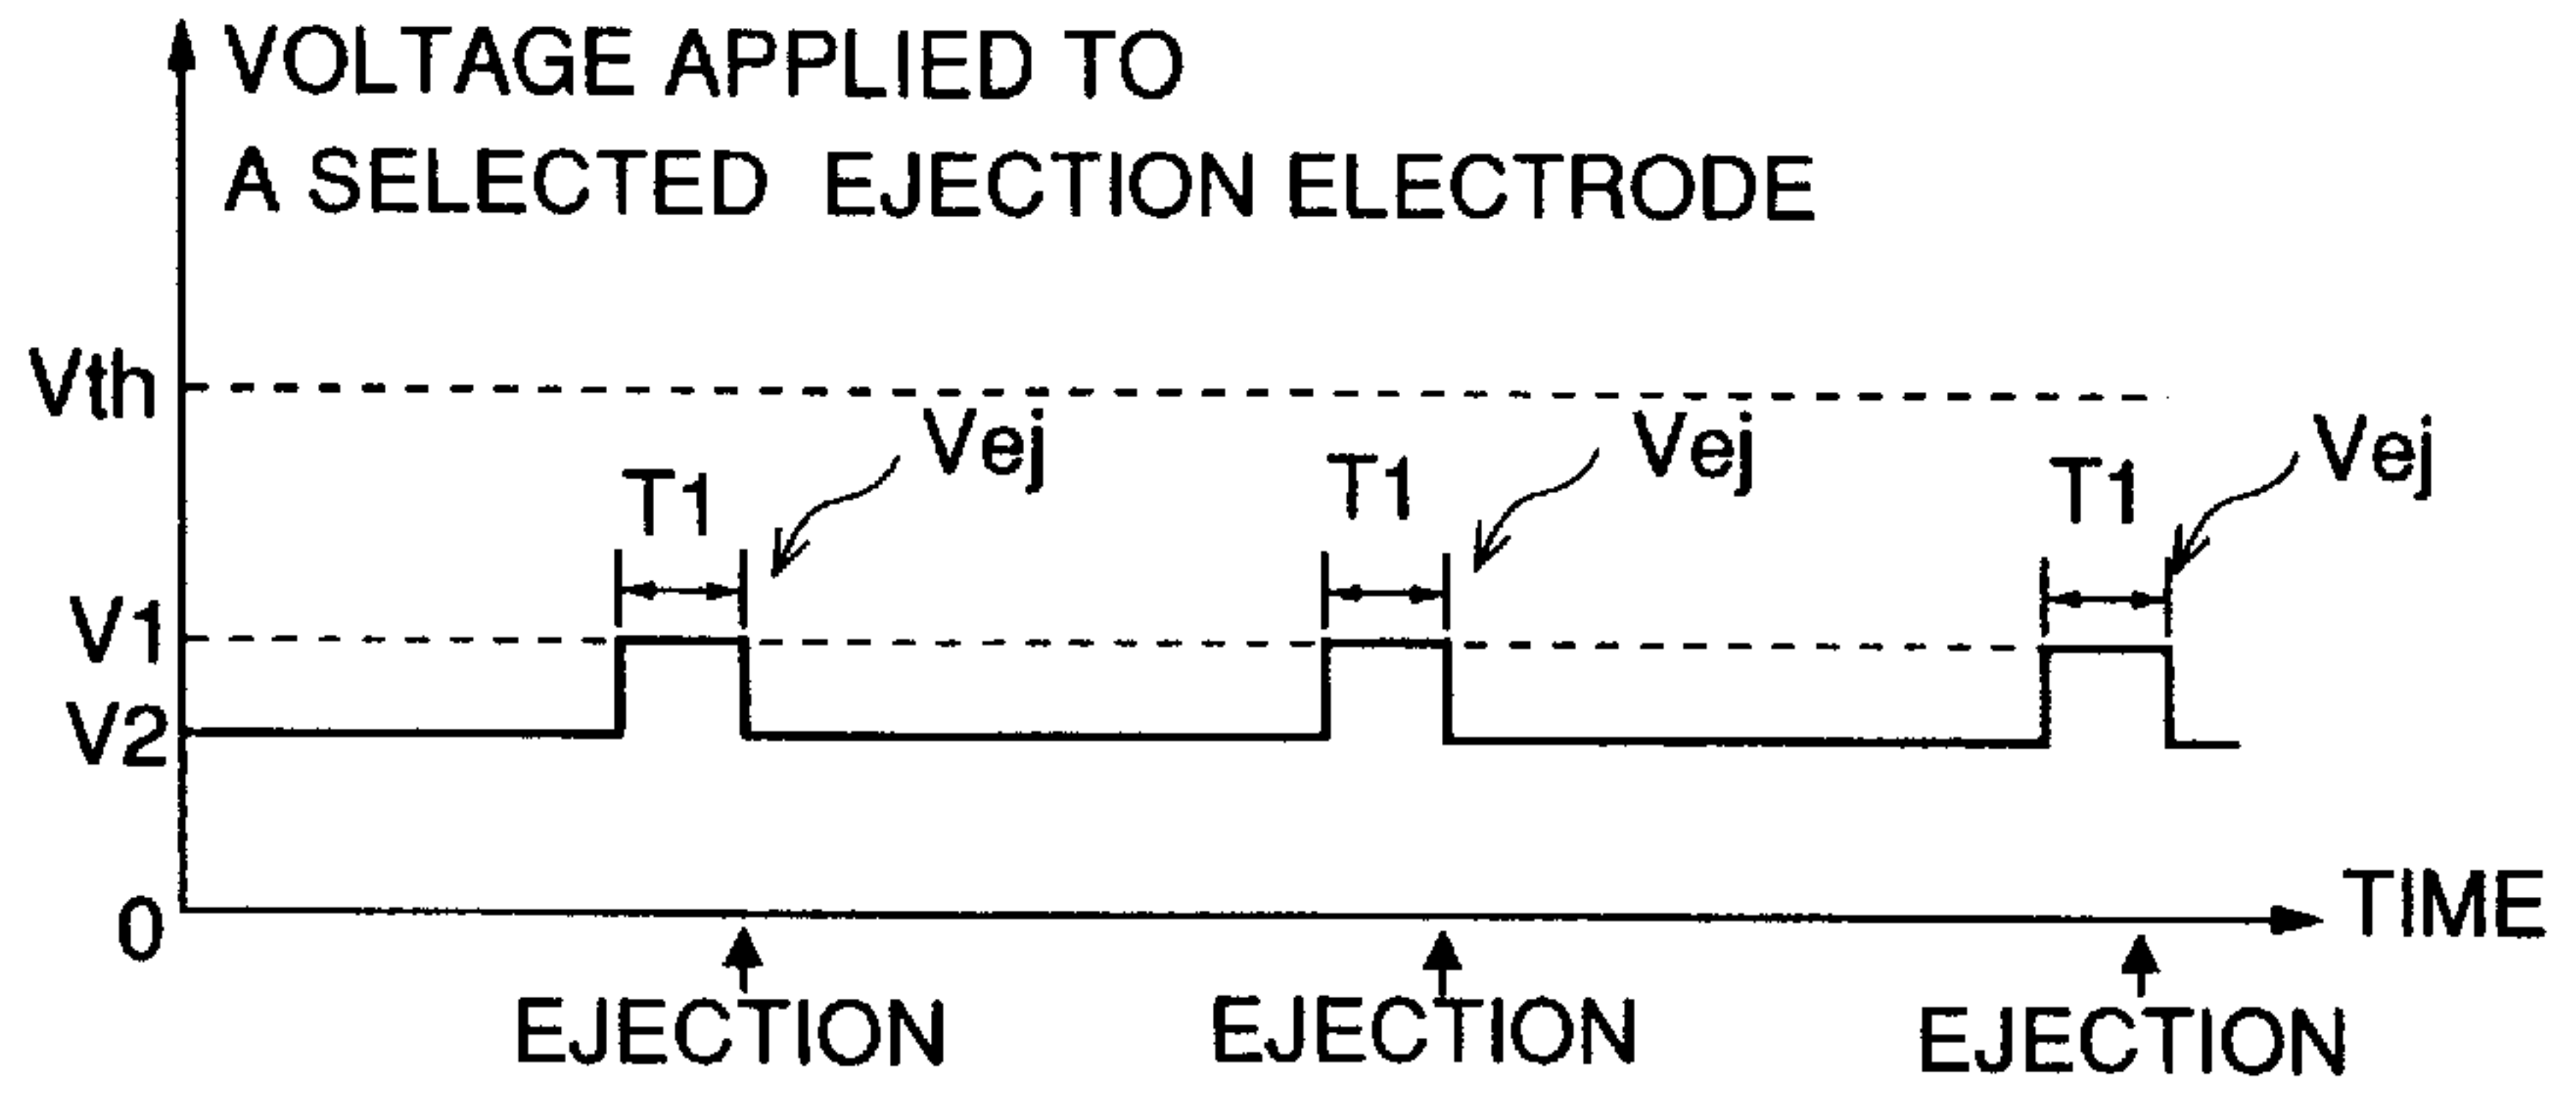 VOLTAGE APPLIED TO
A SELECTED EJECTION ELECTRODE
Vth
Vej
Vej
Vej
T1
T1
T1
V1
V2
0
TIME
EJECTION
EJECTION
EJECTION